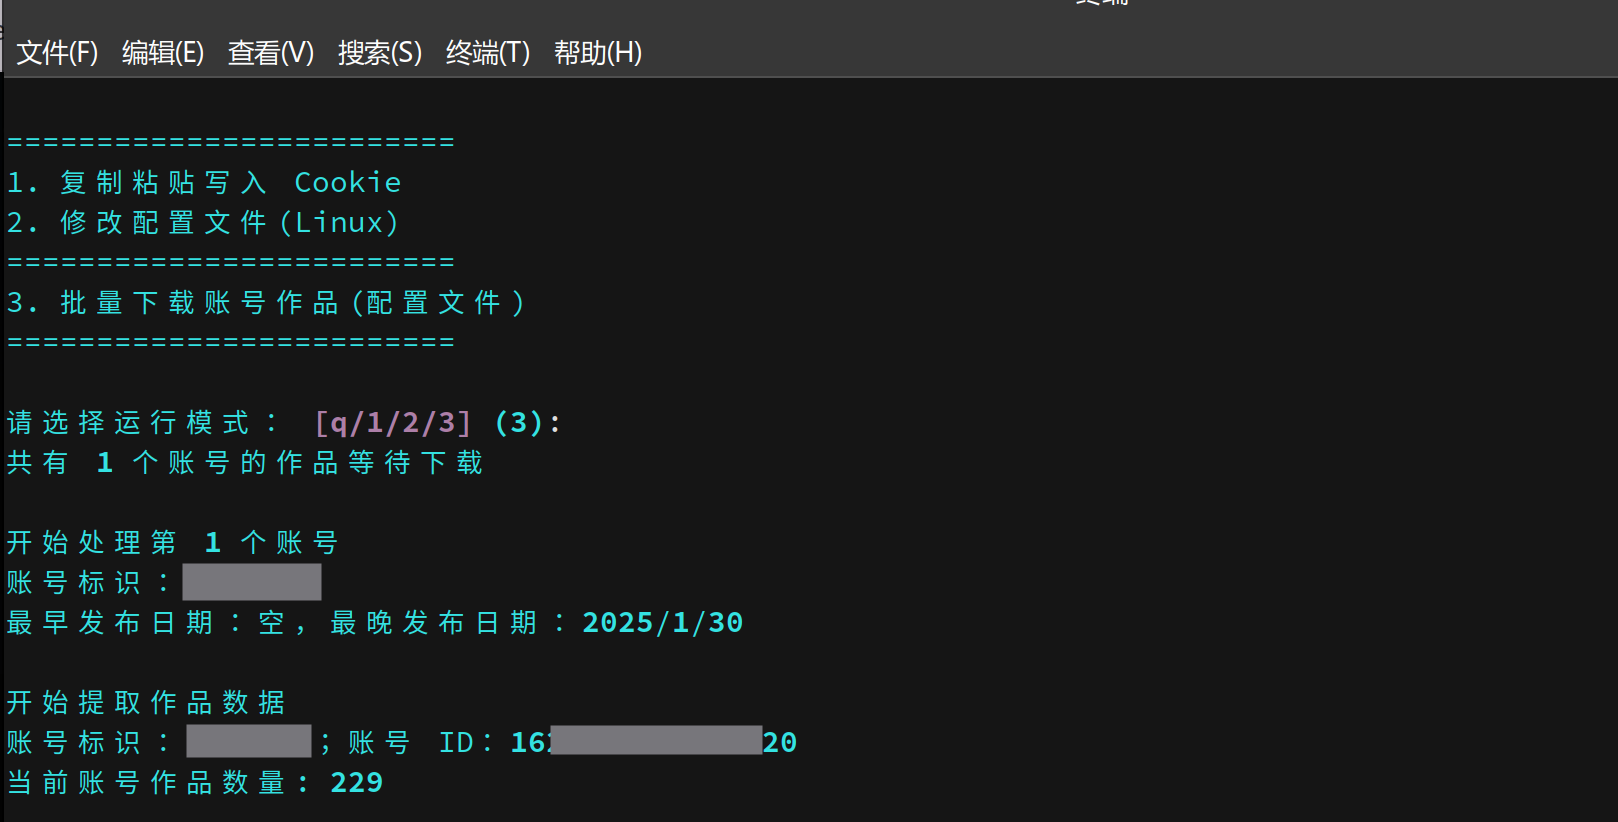 终端
文件(F) 编辑(E) 查看(V) 搜索(S) 终端(T) 帮助(H)
=========================
1. 复制粘贴写入 Cookie
2. 修改配置文件(Linux)
=========================
3. 批量下载账号作品(配置文件)
=========================
请选择运行模式： [q/1/2/3] (3):
共有 1 个账号的作品等待下载
开始处理第 1 个账号
账号标识：
最早发布日期：空，最晚发布日期：2025/1/30
开始提取作品数据
账号标识：；账号 ID：16 20
当前账号作品数量: 229